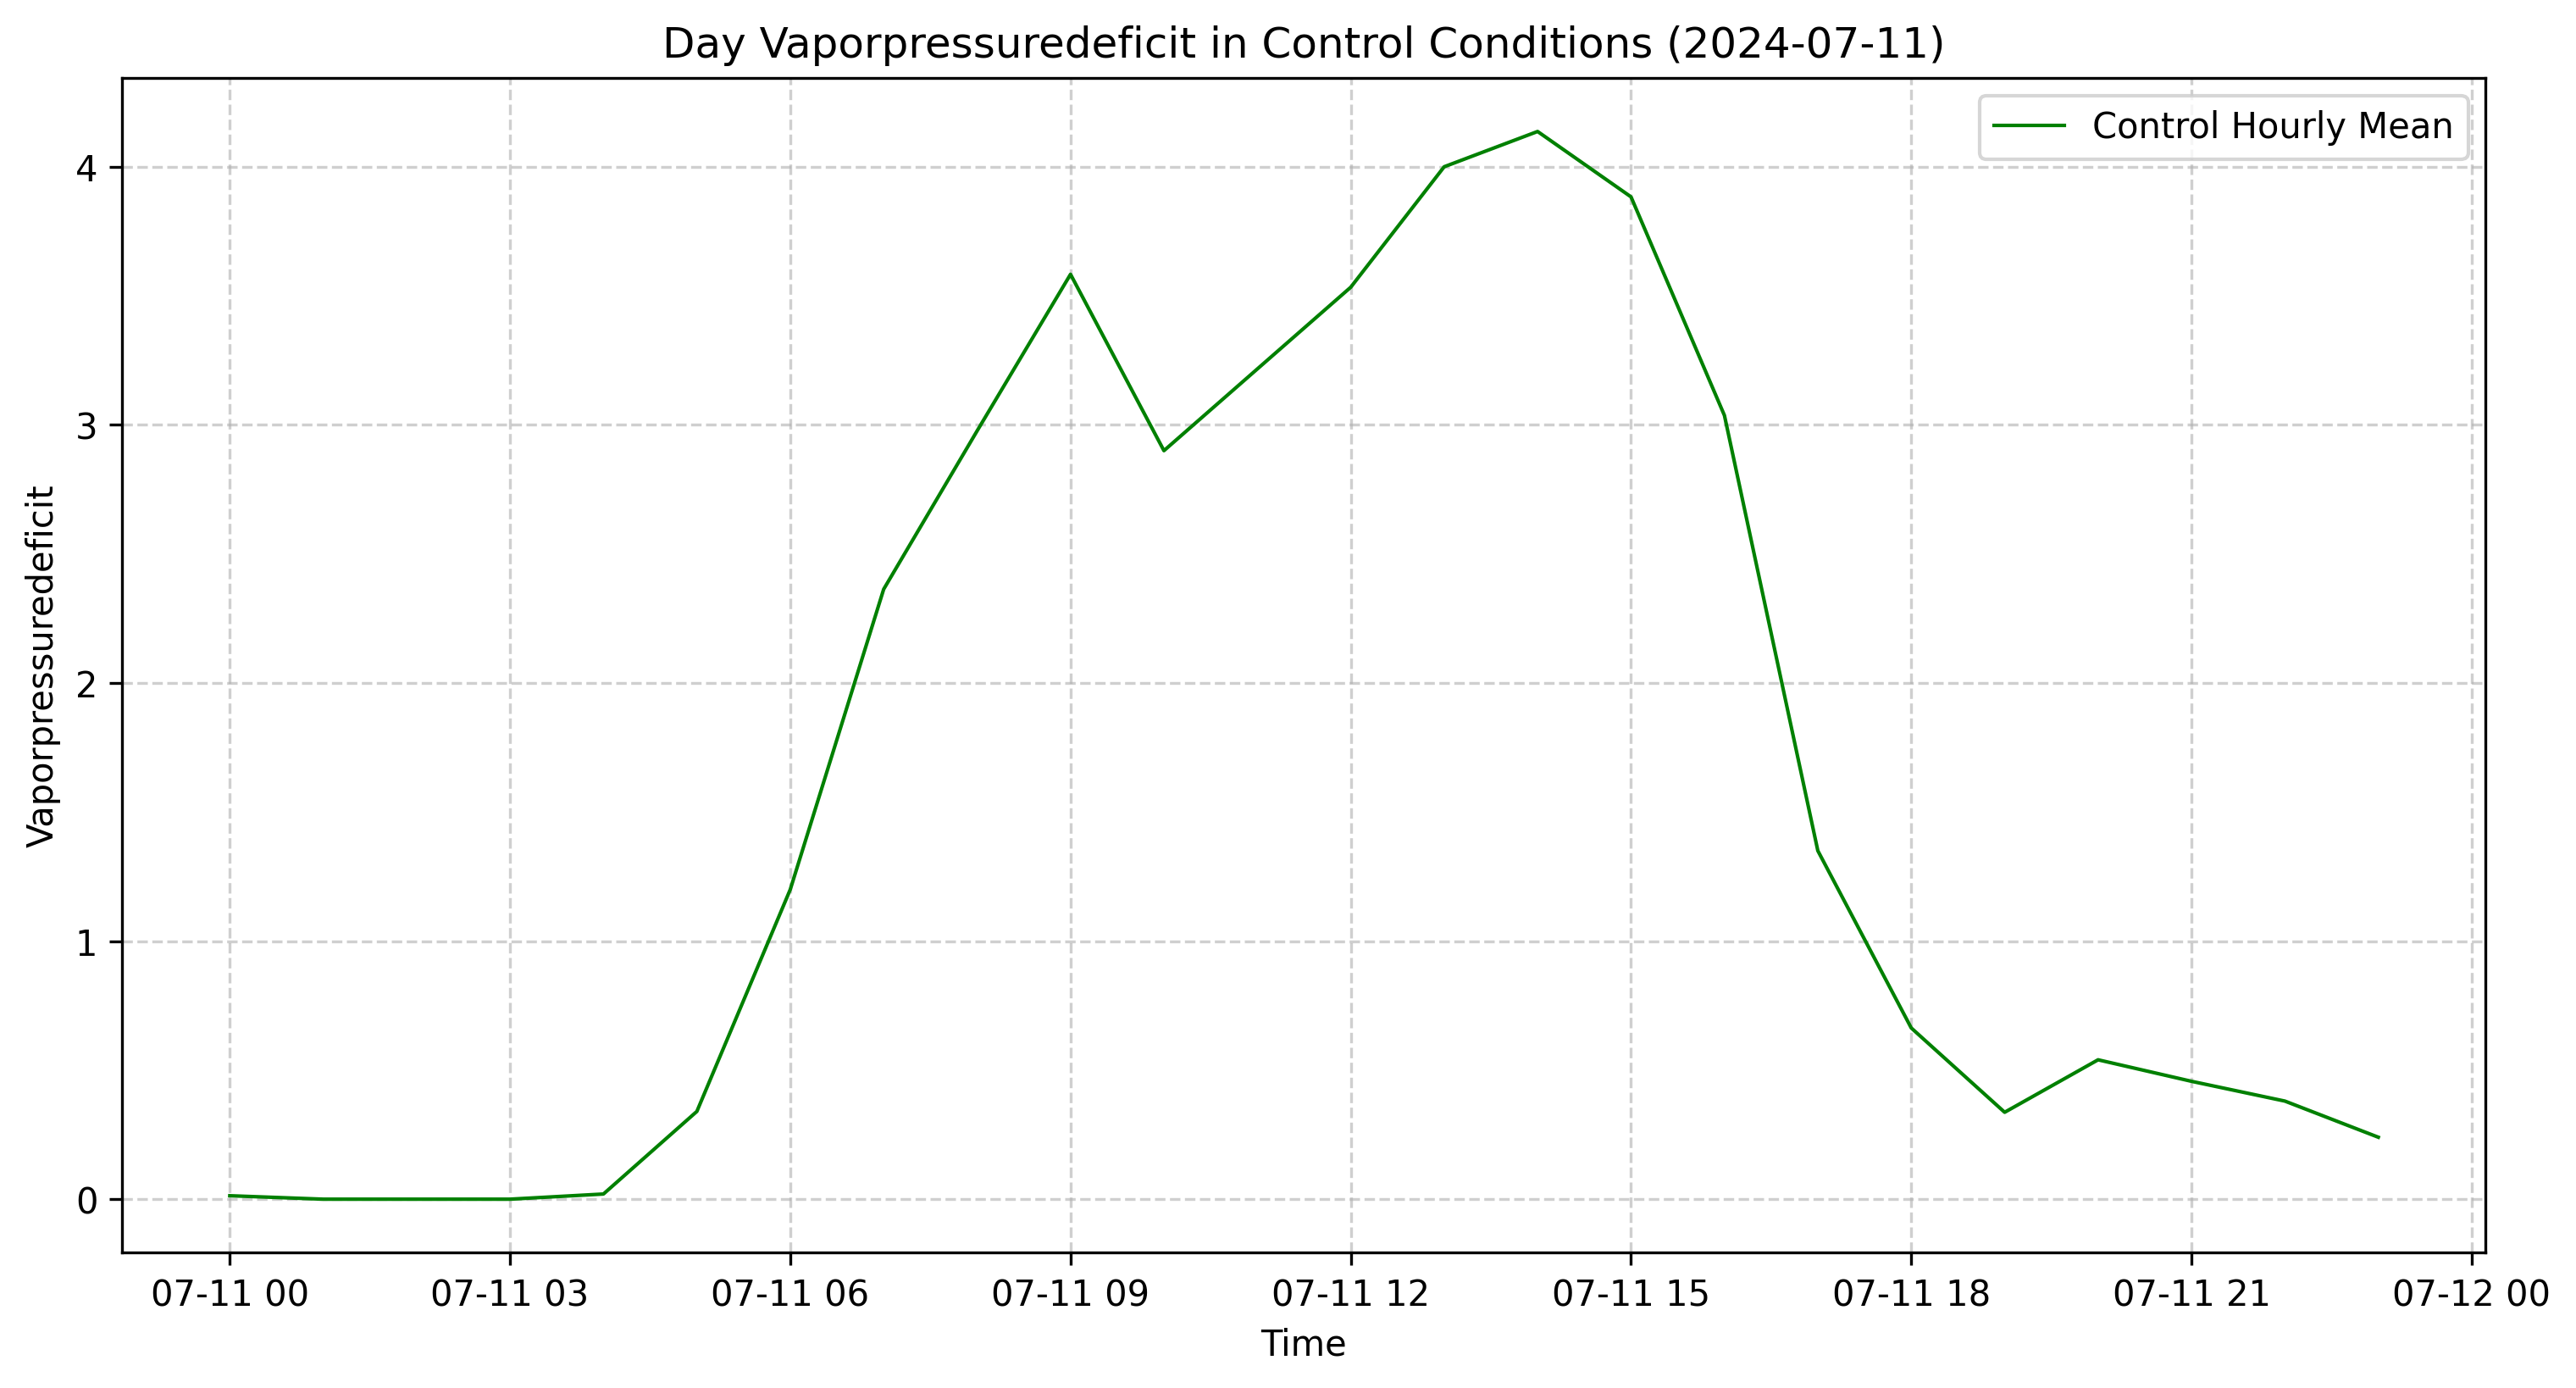 Day Vaporpressuredeficit in Control Conditions (2024-07-11)
Control Hourly Mean
Vaporpressuredeficit
4
3
2
1
0
07-11 00 07-11 03 07-11 06 07-11 09 07-11 12 07-11 15 07-11 18 07-11 21 07-12 00
Time